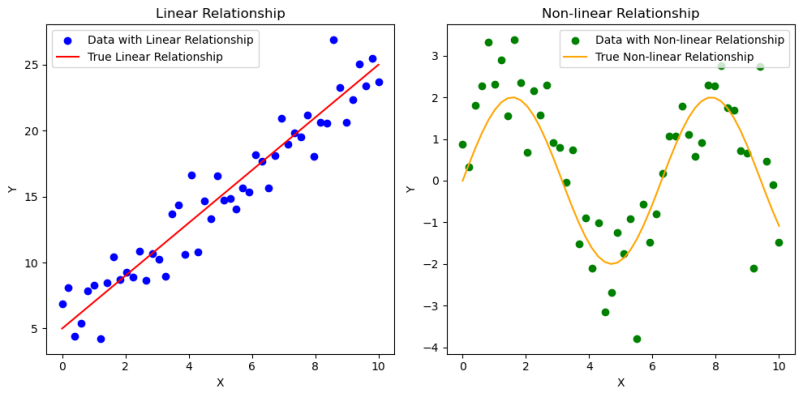 Linear Relationship
Data with Linear Relationship
True Linear Relationship
25
20
15
10
5
0
2
4
6
8
10
X
Y
Non-linear Relationship
Data with Non-linear Relationship
True Non-linear Relationship
3
2
1
0
−1
−2
−3
−4
0
2
4
6
8
10
X
Y